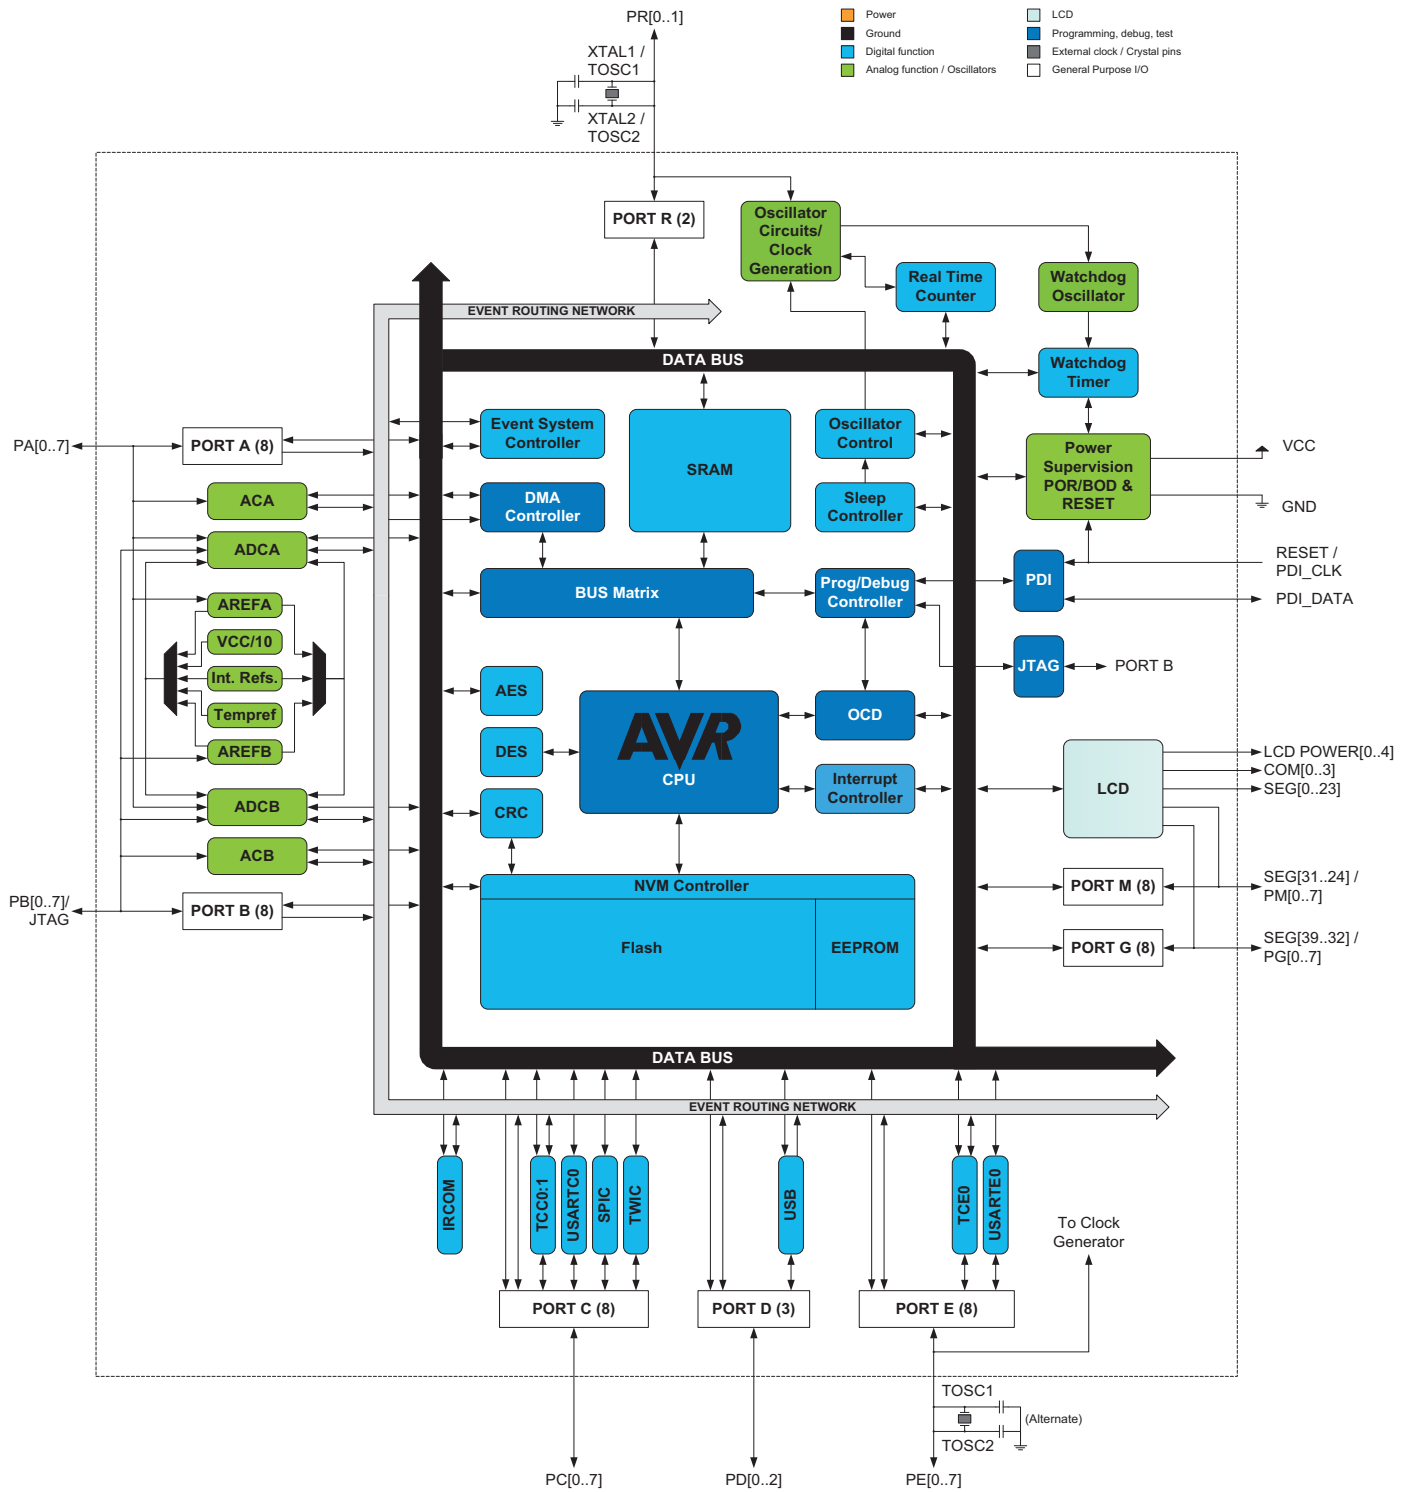 PR[0..1]
Power
Ground
Digital function
Analog function / Oscillators
LCD
Programming, debug, test
External clock / Crystal pins
General Purpose I/O
XTAL1 /
TOSC1
XTAL2 /
TOSC2
PORT R (2)
Oscillator
Circuits/
Clock
Generation
Real Time
Counter
Watchdog
Oscillator
EVENT ROUTING NETWORK
DATA BUS
Watchdog
Timer
Event System
Controller
SRAM
Oscillator
Control
Power
Supervision
POR/BOD &
RESET
VCC
GND
PA[0..7]
PORT A (8)
ACA
DMA
Controller
Sleep
Controller
ADCA
RESET /
PDI_CLK
PDI_DATA
BUS Matrix
Prog/Debug
Controller
PDI
AREFA
VCC/10
Int. Refs.
Tempref
AREFB
JTAG
PORT B
AES
DES
CRC
AVR
CPU
OCD
Interrupt
Controller
LCD
LCD POWER[0..4]
COM[0..3]
SEG[0..23]
ADCB
ACB
PB[0..7]/
JTAG
PORT B (8)
NVM Controller
Flash
EEPROM
PORT M (8)
SEG[31..24] /
PM[0..7]
PORT G (8)
SEG[39..32] /
PG[0..7]
DATA BUS
EVENT ROUTING NETWORK
IRCOM
TCC0:1
USARTC0
SPIC
TWIC
USB
TCE0
USARTE0
To Clock
Generator
PORT C (8)
PORT D (3)
PORT E (8)
TOSC1
(Alternate)
TOSC2
PC[0..7]
PD[0..2]
PE[0..7]